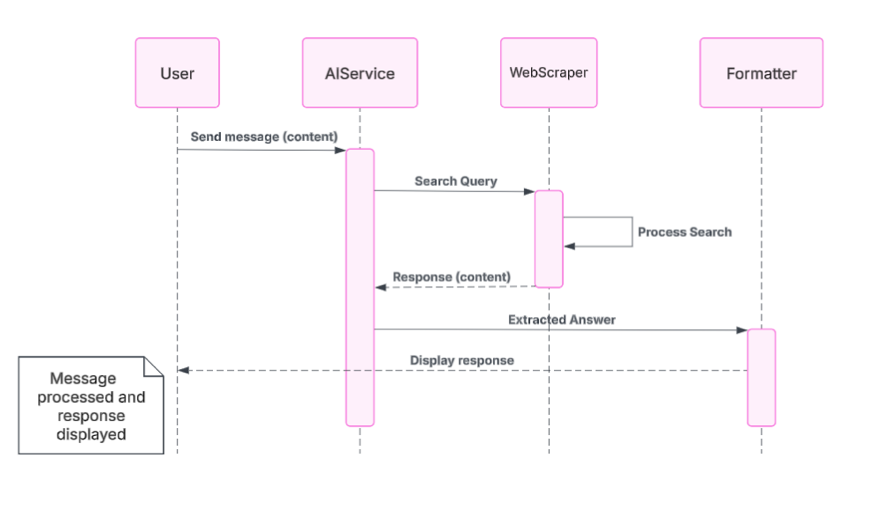 User
AIService
WebScraper
Formatter
Send message (content)
Search Query
Process Search
Response (content)
Extracted Answer
Display response
Message
processed and
response
displayed